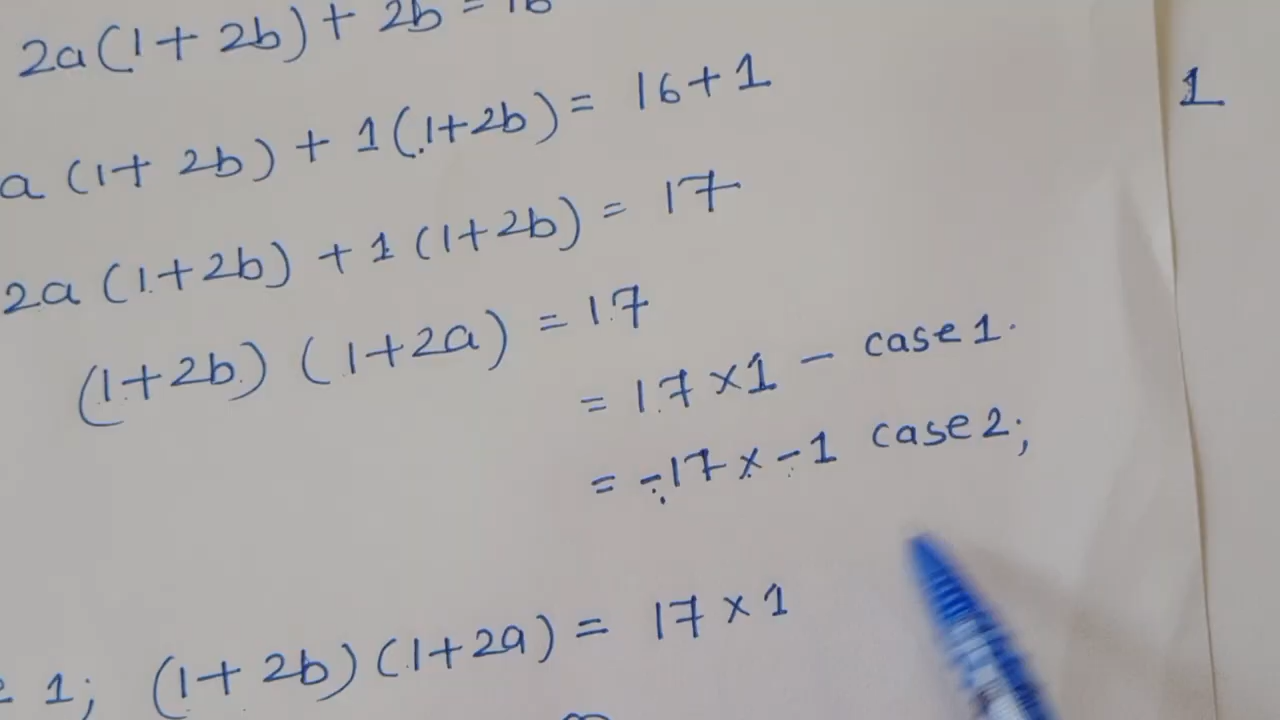 2a(1+ 2b)+ 2b = 16
a (1+ 2b) + 1(1+2b) = 16+1
1
2a (1+2b) + 1 (1+2b) = 17
(1+2b) (1+2a) = 17
= 17 ×1 – case 1.
= -17 × -1 case 2;
1; (1+ 2b) (1+2a) = 17 × 1